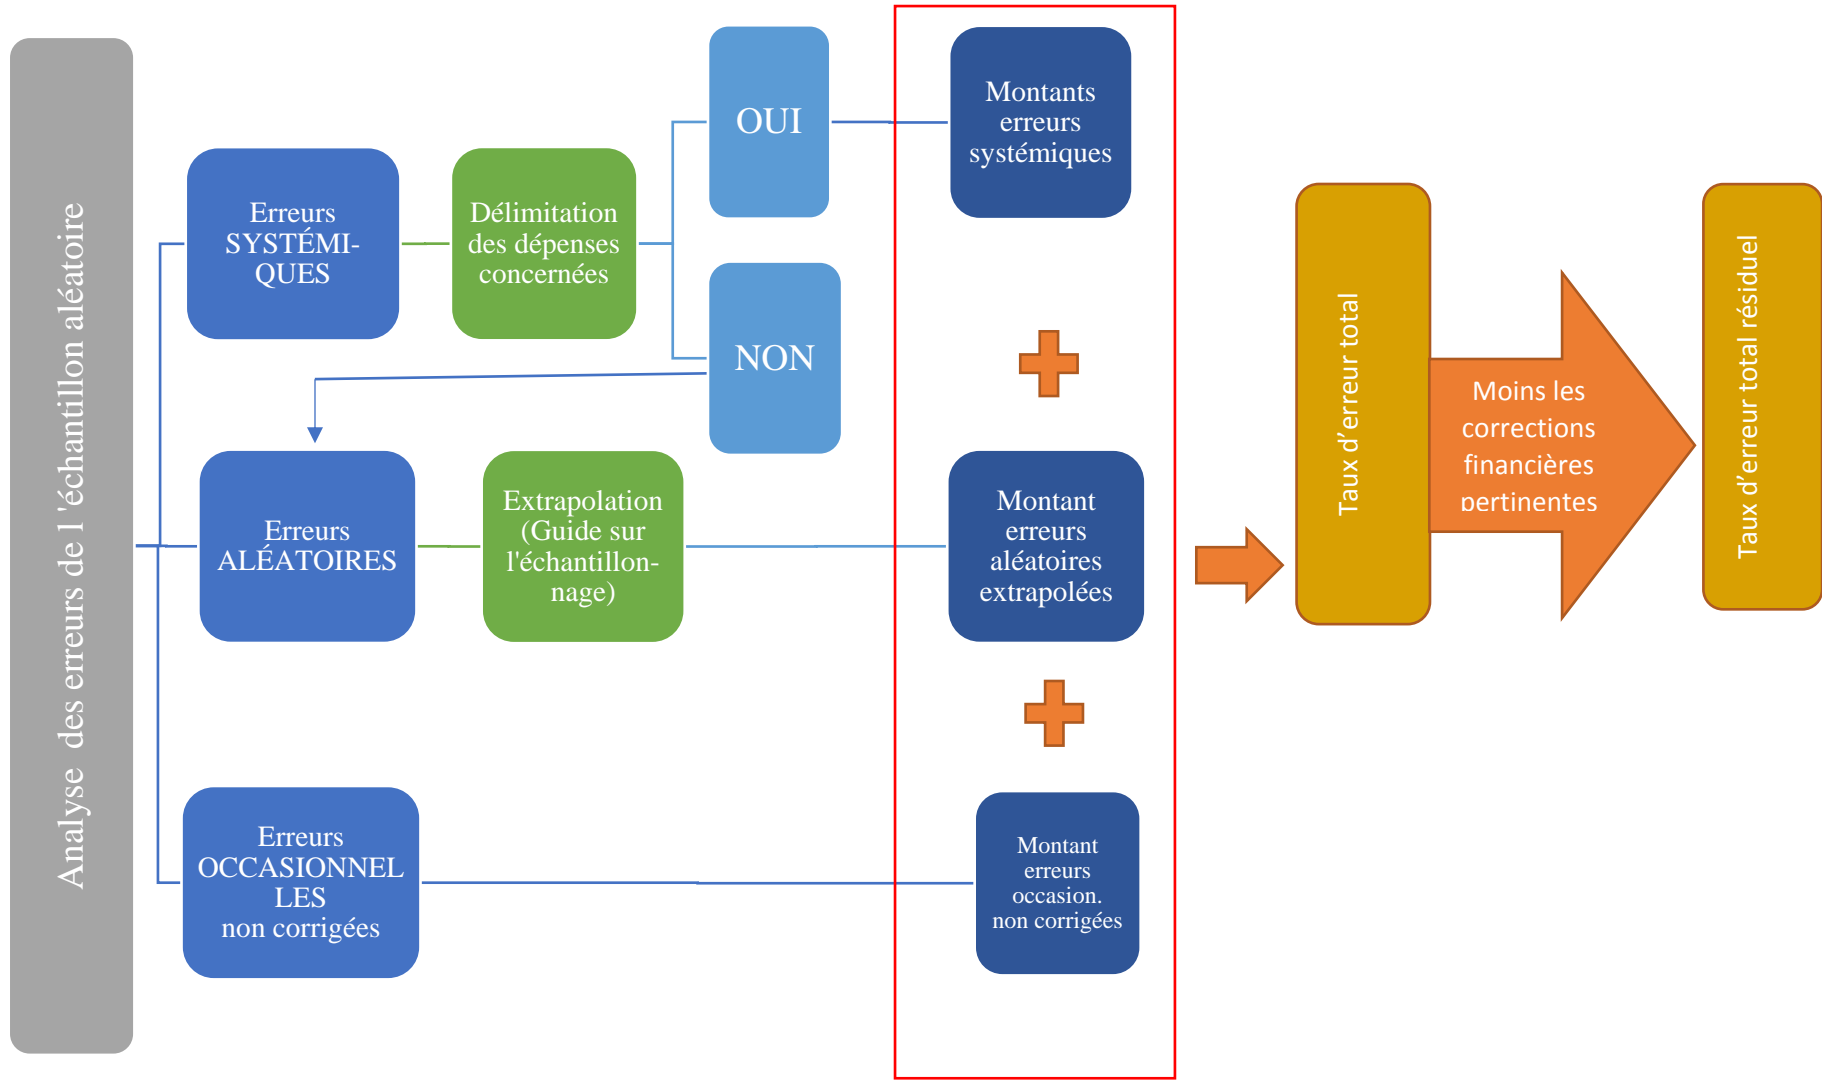 Analyse des erreurs de l 'échantillon aléatoire
Erreurs
SYSTÉMI-
QUES
Délimitation
des dépenses
concernées
OUI
NON
Montants
erreurs
systémiques
Erreurs
ALÉATOIRES
Extrapolation
(Guide sur
l'échantillon-
nage)
Montant
erreurs
aléatoires
extrapolées
Erreurs
OCCASIONNEL
LES
non corrigées
Montant
erreurs
occasion.
non corrigées
Taux d’erreur total
Moins les
corrections
financières
pertinentes
Taux d’erreur total résiduel